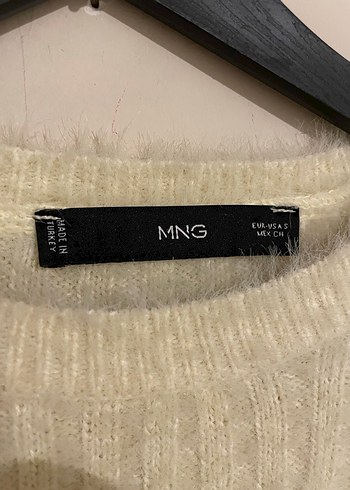 MADE IN
TURKEY
MNG
EUR-USA S
MEX CH